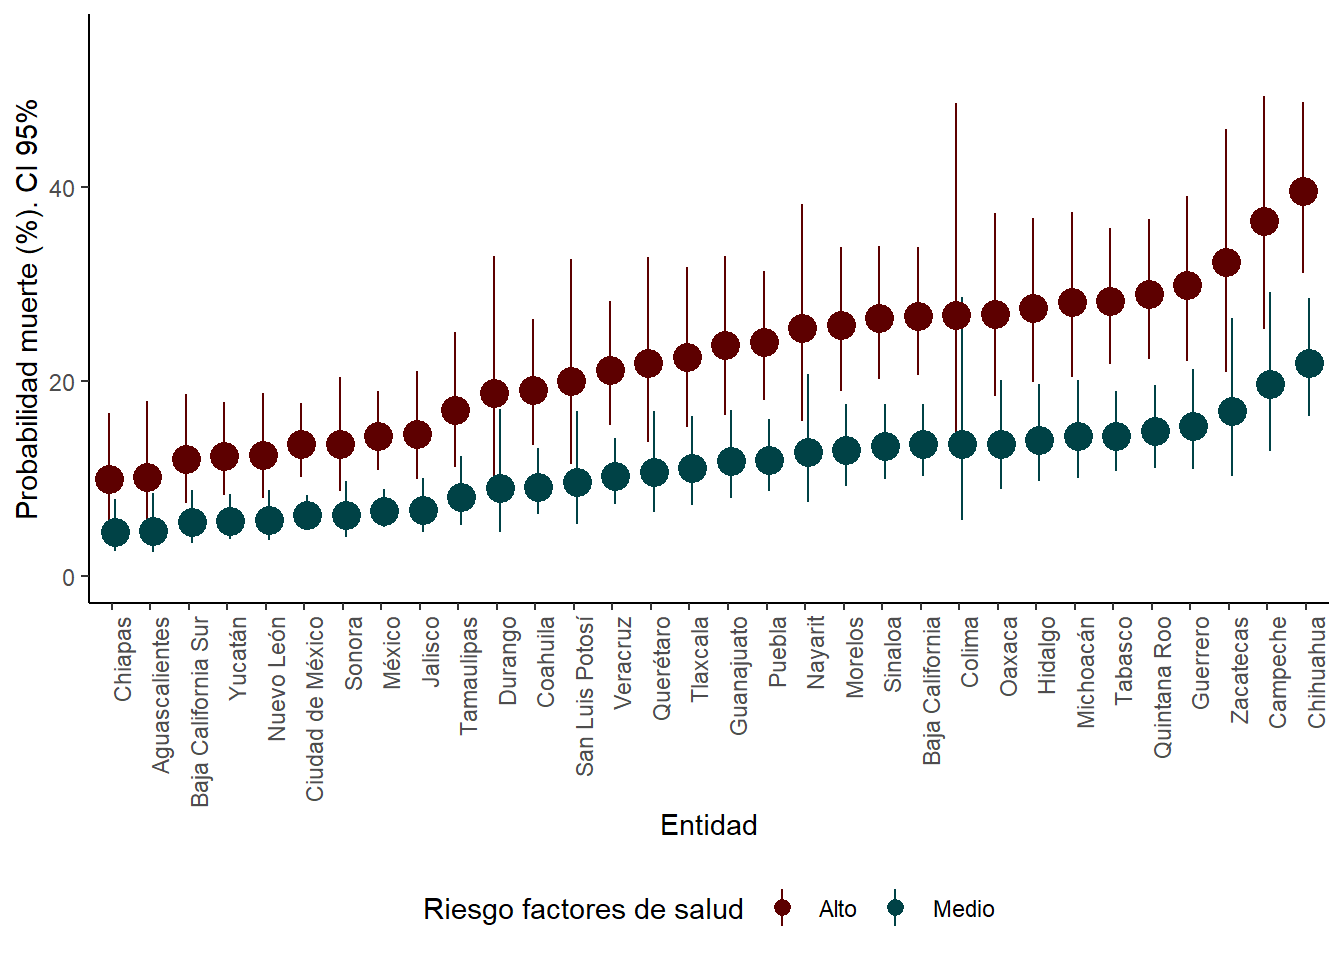 Probabilidad muerte (%). CI 95%
40
20
0
Chiapas
Aguascalientes
Baja California Sur
Yucatán
Nuevo León
Ciudad de México
Sonora
México
Jalisco
Tamaulipas
Durango
Coahuila
San Luis Potosí
Veracruz
Querétaro
Tlaxcala
Guanajuato
Puebla
Nayarit
Morelos
Sinaloa
Baja California
Colima
Oaxaca
Hidalgo
Michoacán
Tabasco
Quintana Roo
Guerrero
Zacatecas
Campeche
Chihuahua
Entidad
Riesgo factores de salud Alto Medio